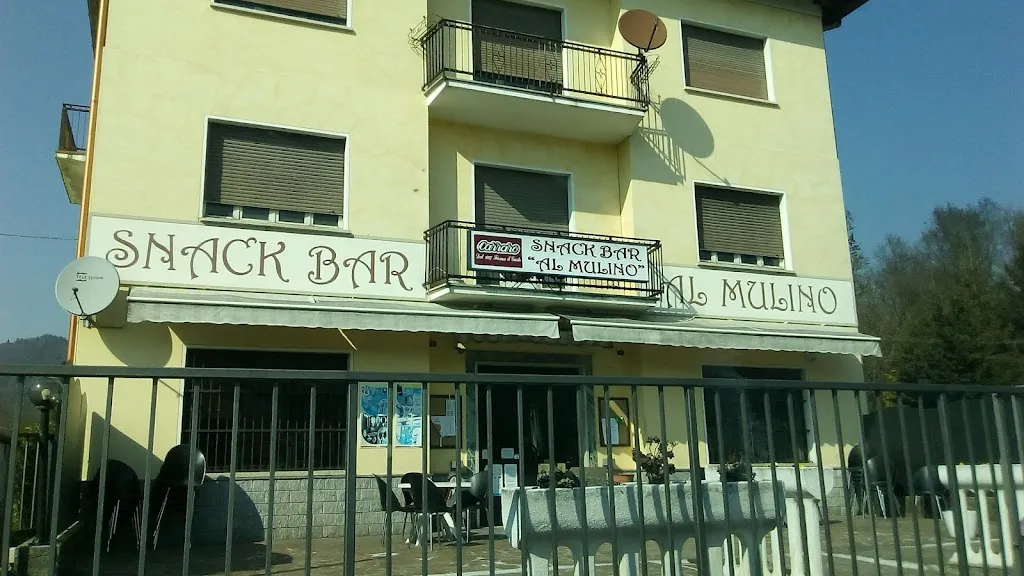 SNACK BAR
Carraro
SNACK BAR
"AL MULINO"
AL MULINO